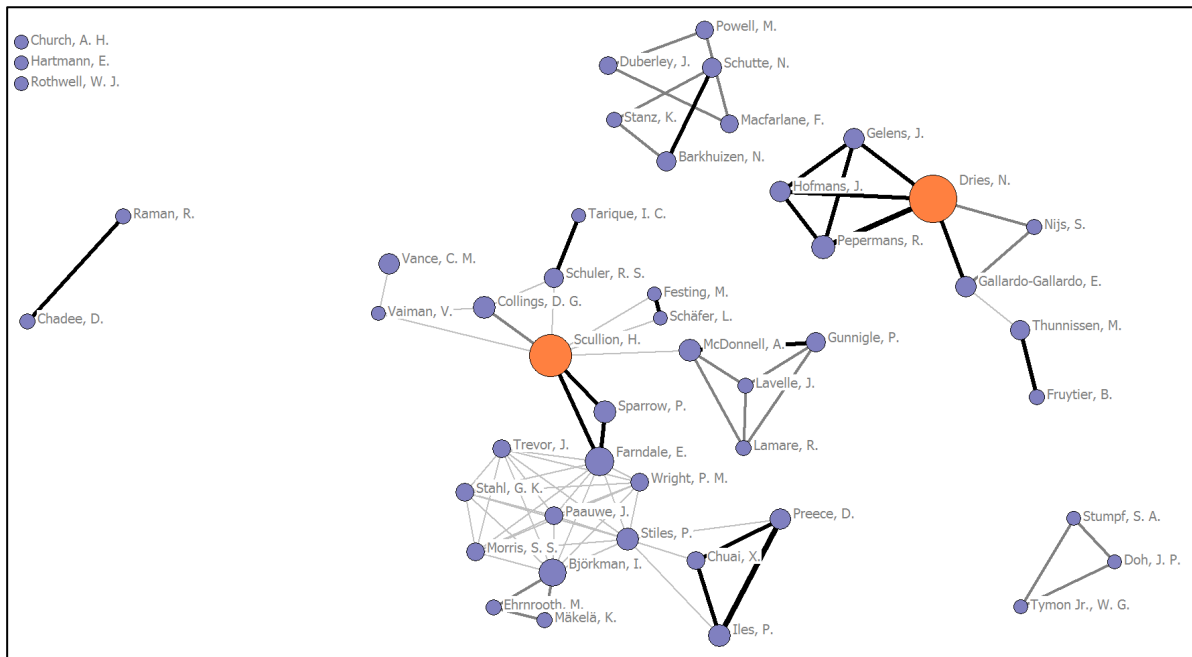 Church, A. H.
Hartmann, E.
Rothwell, W. J.
Powell, M.
Duberley, J.
Schutte, N.
Stanz, K.
Macfarlane, F.
Barkhuizen, N.
Gelens, J.
Hofmans, J.
Dries, N.
Pepermans, R.
Nijs, S.
Gallardo-Gallardo, E.
Thunnissen, M.
Fruytier, B.
Raman, R.
Chadee, D.
Tarique, I. C.
Vance, C. M.
Schuler, R. S.
Vaiman, V.
Collings, D. G.
Festing, M.
Schäfer, L.
Scullion, H.
McDonnell, A.
Gunnigle, P.
Lavelle, J.
Lamare, R.
Sparrow, P.
Trevor, J.
Farndale, E.
Stahl, G. K.
Wright, P. M.
Paauwe, J.
Stiles, P.
Morris, S. S.
Björkman, I.
Ehrnrooth, M.
Mäkelä, K.
Preece, D.
Chuai, X.
Iles, P.
Stumpf, S. A.
Doh, J. P.
Tymon Jr., W. G.